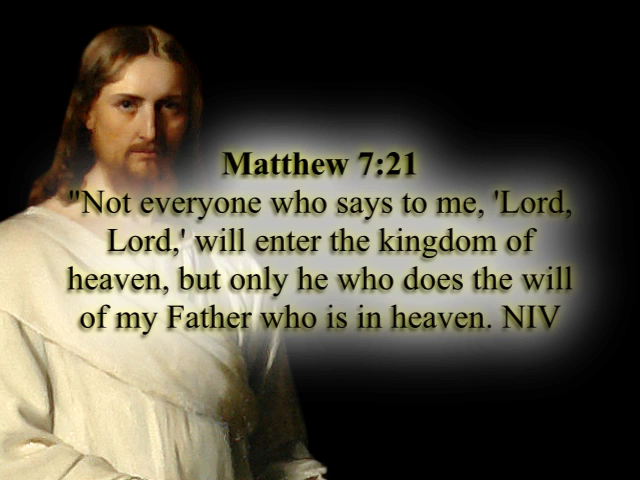 Matthew 7:21
"Not everyone who says to me, 'Lord,
Lord,' will enter the kingdom of
heaven, but only he who does the will
of my Father who is in heaven. NIV